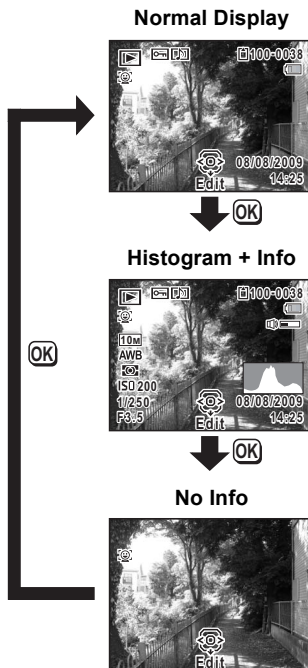 Normal Display
100-0038
Edit
08/08/2009
14:25
OK
Histogram + Info
100-0038
10M
AWB
ISO 200
1/250
F3.5
Edit
08/08/2009
14:25
OK
OK
No Info
Edit